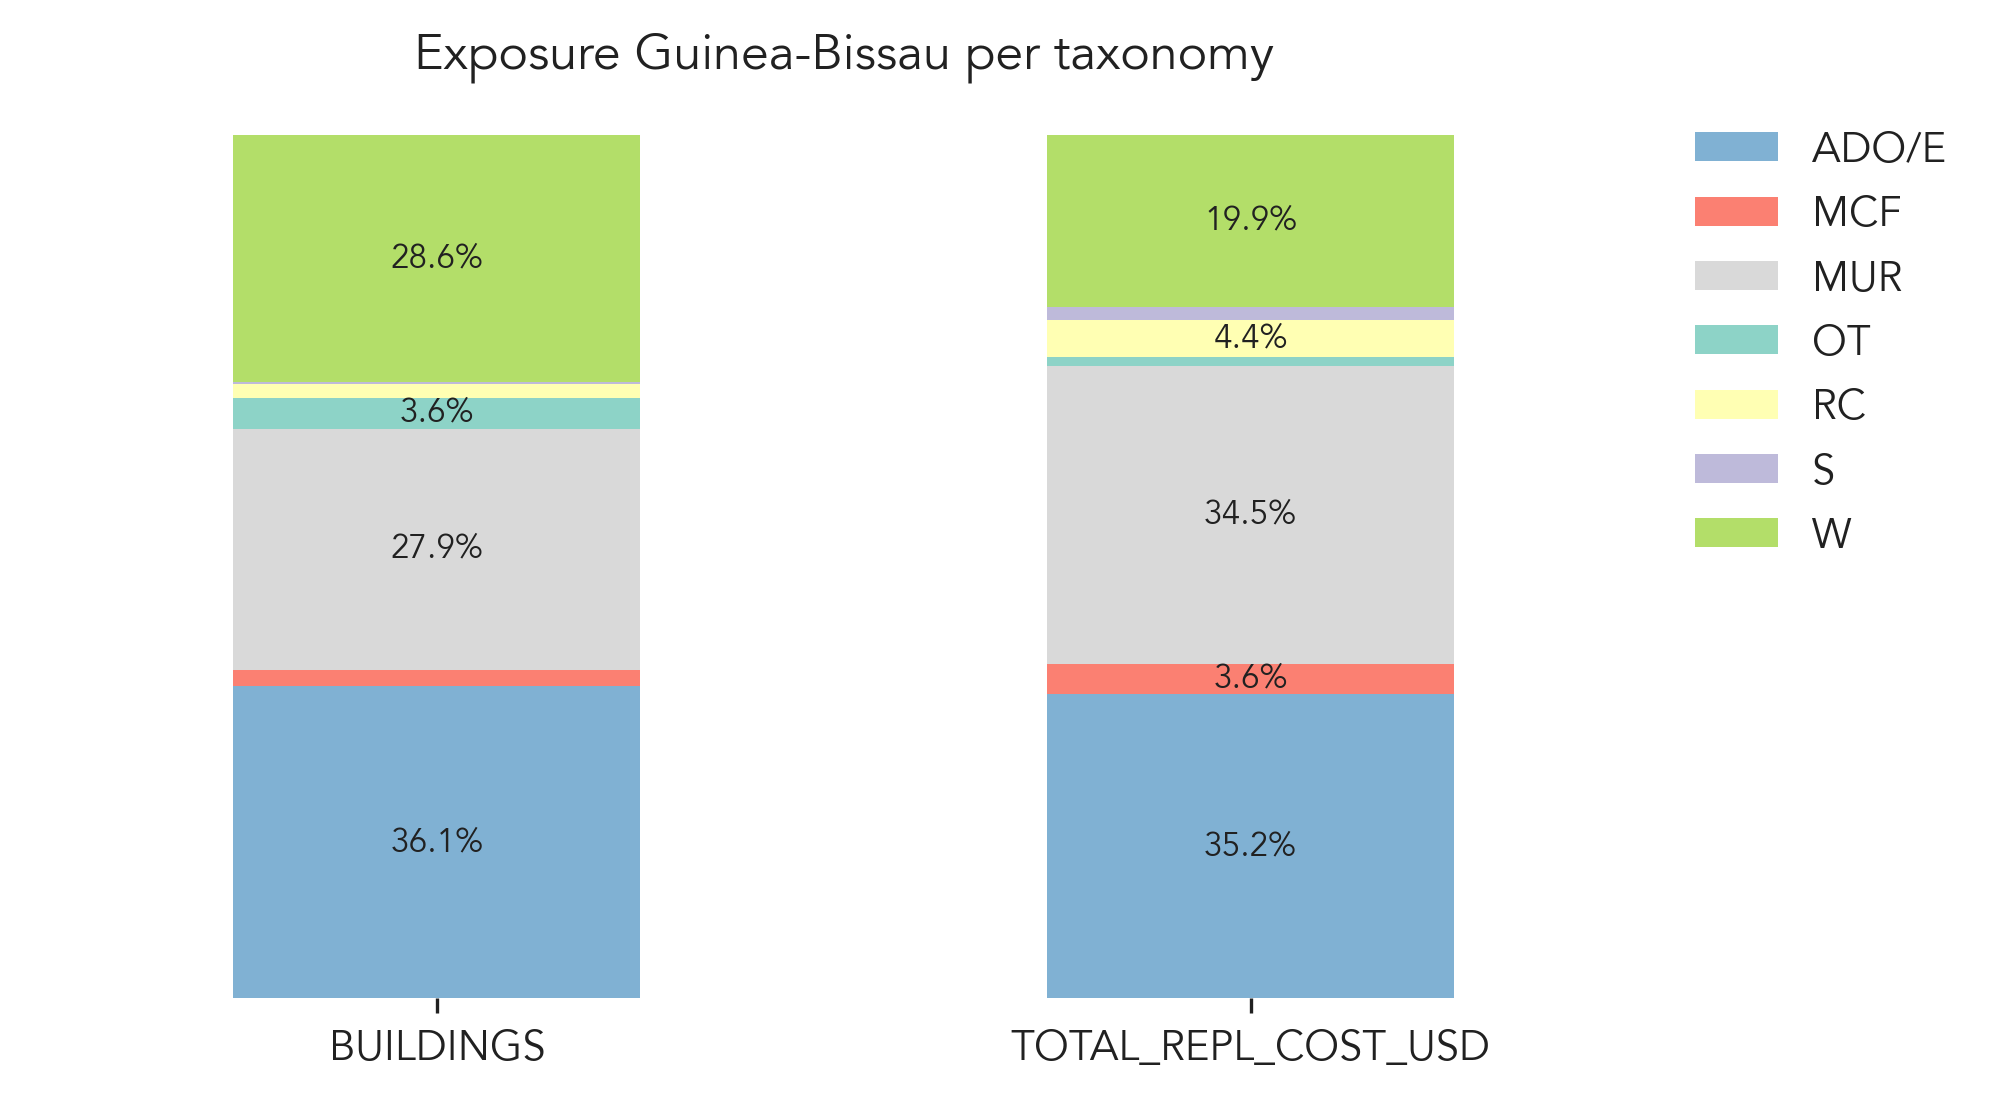 Exposure Guinea-Bissau per taxonomy
28.6%
3.6%
27.9%
36.1%
BUILDINGS
19.9%
4.4%
34.5%
3.6%
35.2%
TOTAL_REPL_COST_USD
ADO/E
MCF
MUR
OT
RC
S
W